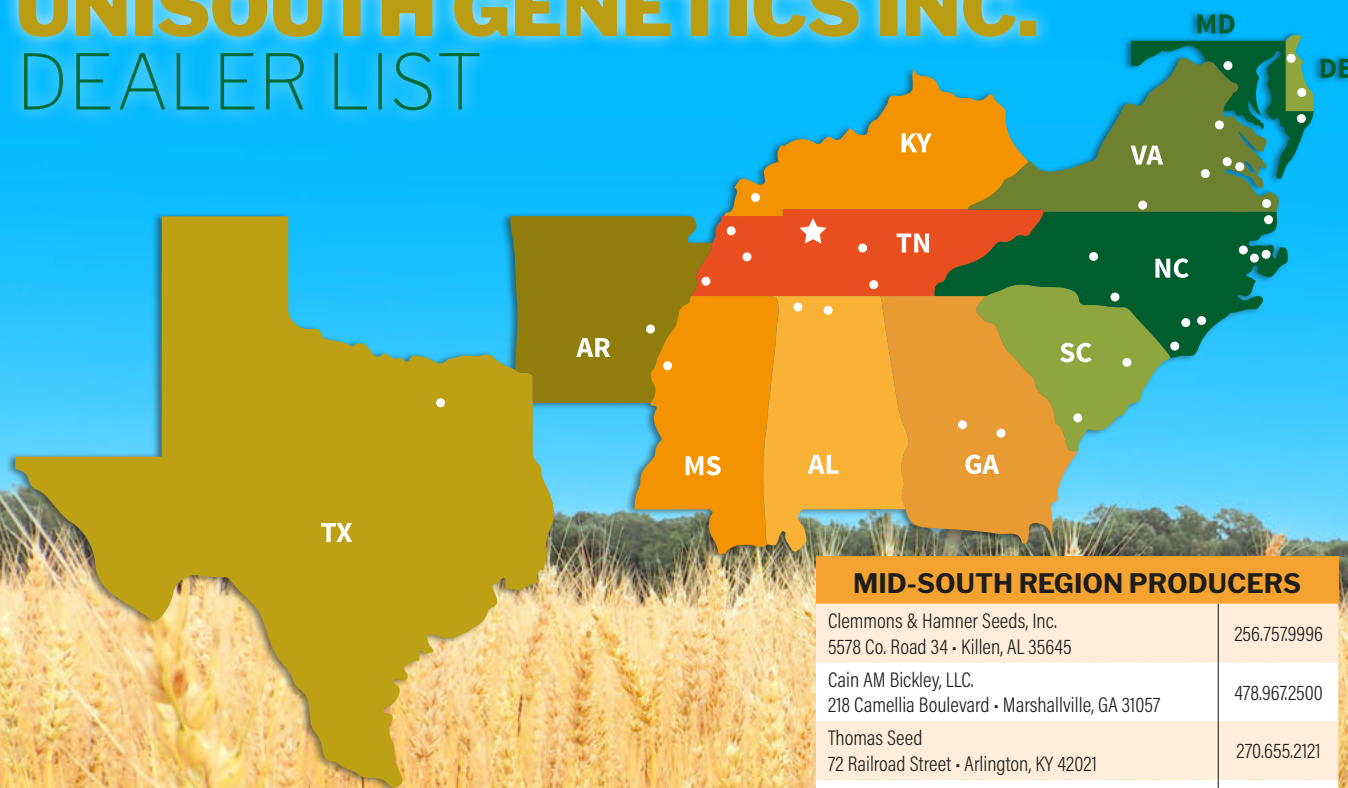 UNISOUTH GENETICS INC.
DEALER LIST
MD
DE
KY
VA
TN
NC
AR
SC
MS
AL
GA
TX
MID-SOUTH REGION PRODUCERS
Clemmons & Hamner Seeds, Inc.
5578 Co. Road 34 • Killen, AL 35645
256.757.9996
Cain AM Bickley, LLC.
218 Camellia Boulevard • Marshallville, GA 31057
478.967.2500
Thomas Seed
72 Railroad Street • Arlington, KY 42021
270.655.2121